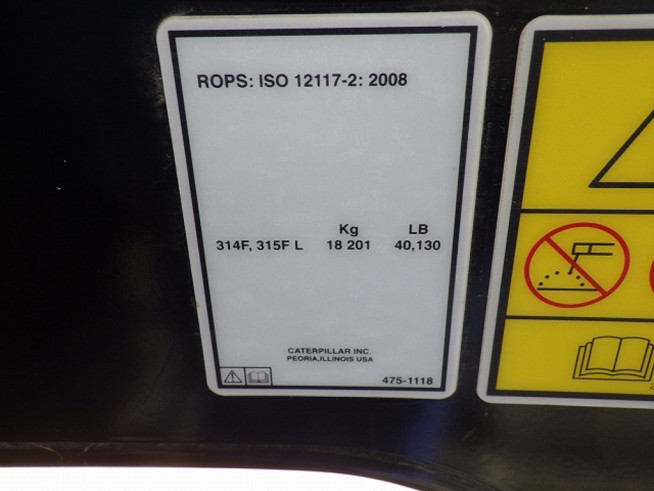 ROPS: ISO 12117-2: 2008
Kg LB
314F, 315F L 18 201 40,130
CATERPILLAR INC.
PEORIA,ILLINOIS USA
475-1118